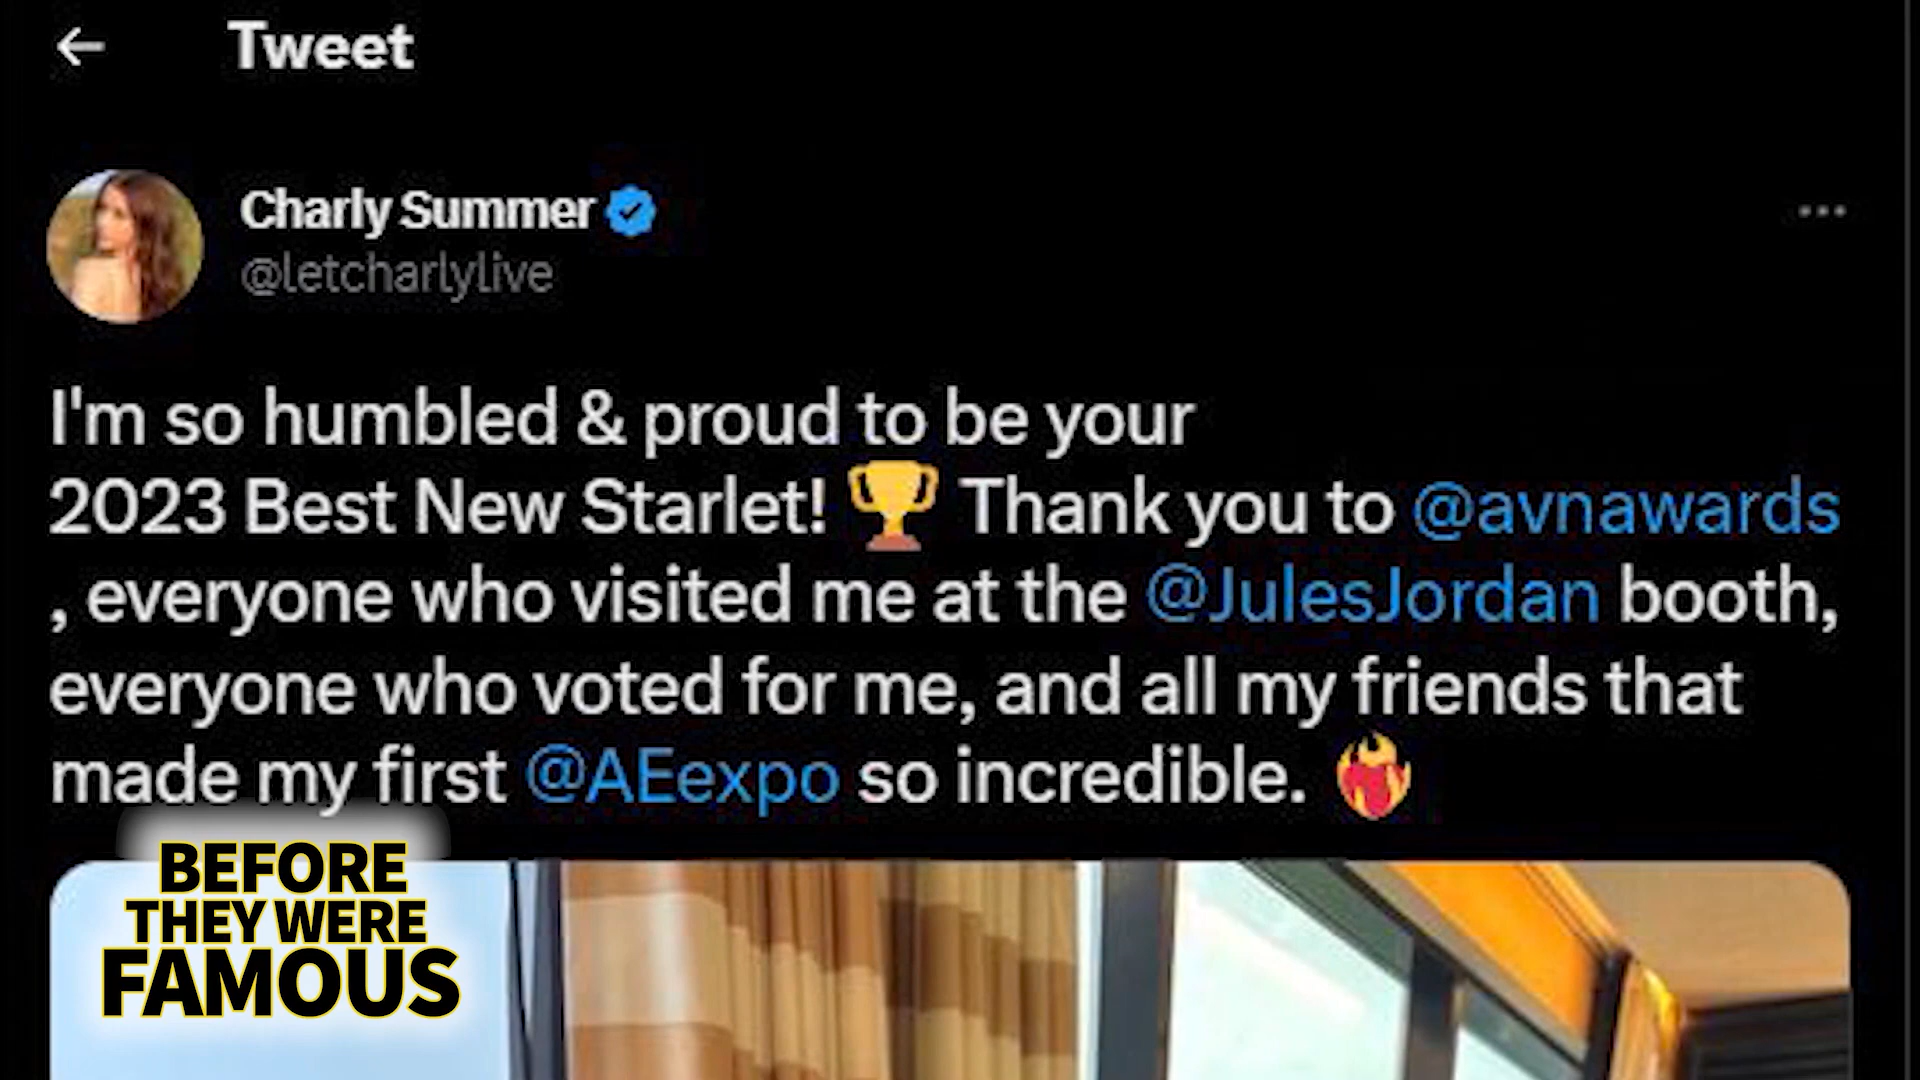 Tweet
Charly Summer
@letcharlylive
I'm so humbled & proud to be your
2023 Best New Starlet! 🏆 Thank you to @avnawards
, everyone who visited me at the @JulesJordan booth,
everyone who voted for me, and all my friends that
made my first @AEexpo so incredible. ❤️‍🔥
BEFORE
THEY WERE
FAMOUS